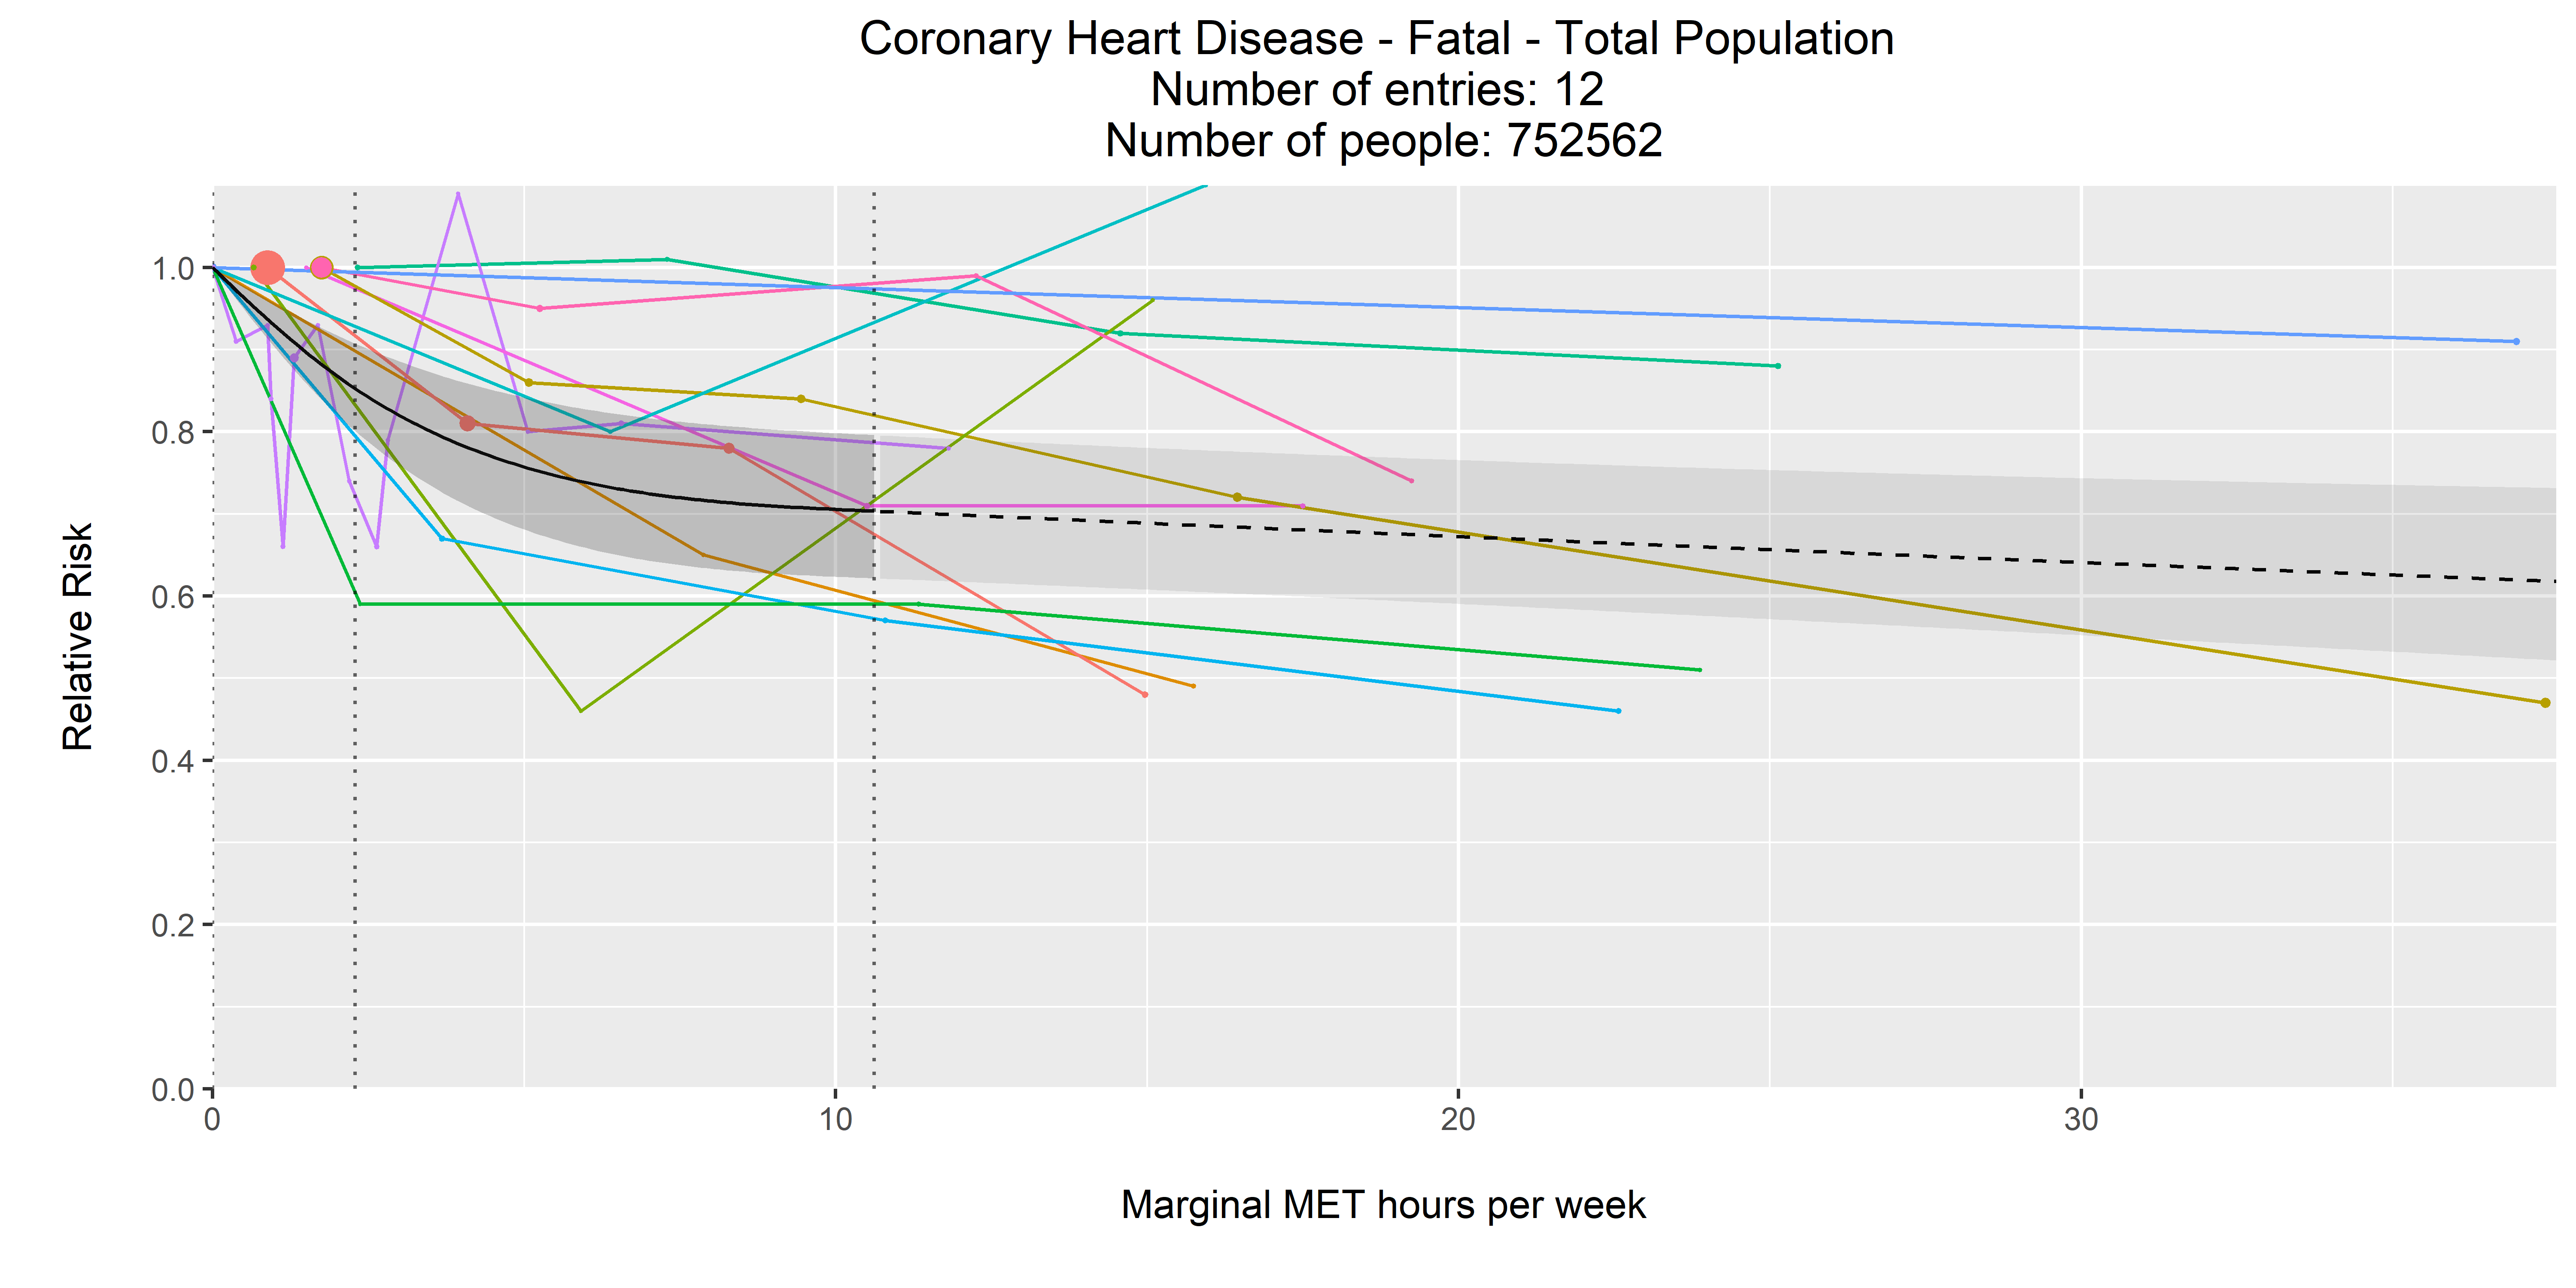 Coronary Heart Disease - Fatal - Total Population
Number of entries: 12
Number of people: 752562
Relative Risk
1.0
0.8
0.6
0.4
0.2
0.0
0 10 20 30
Marginal MET hours per week